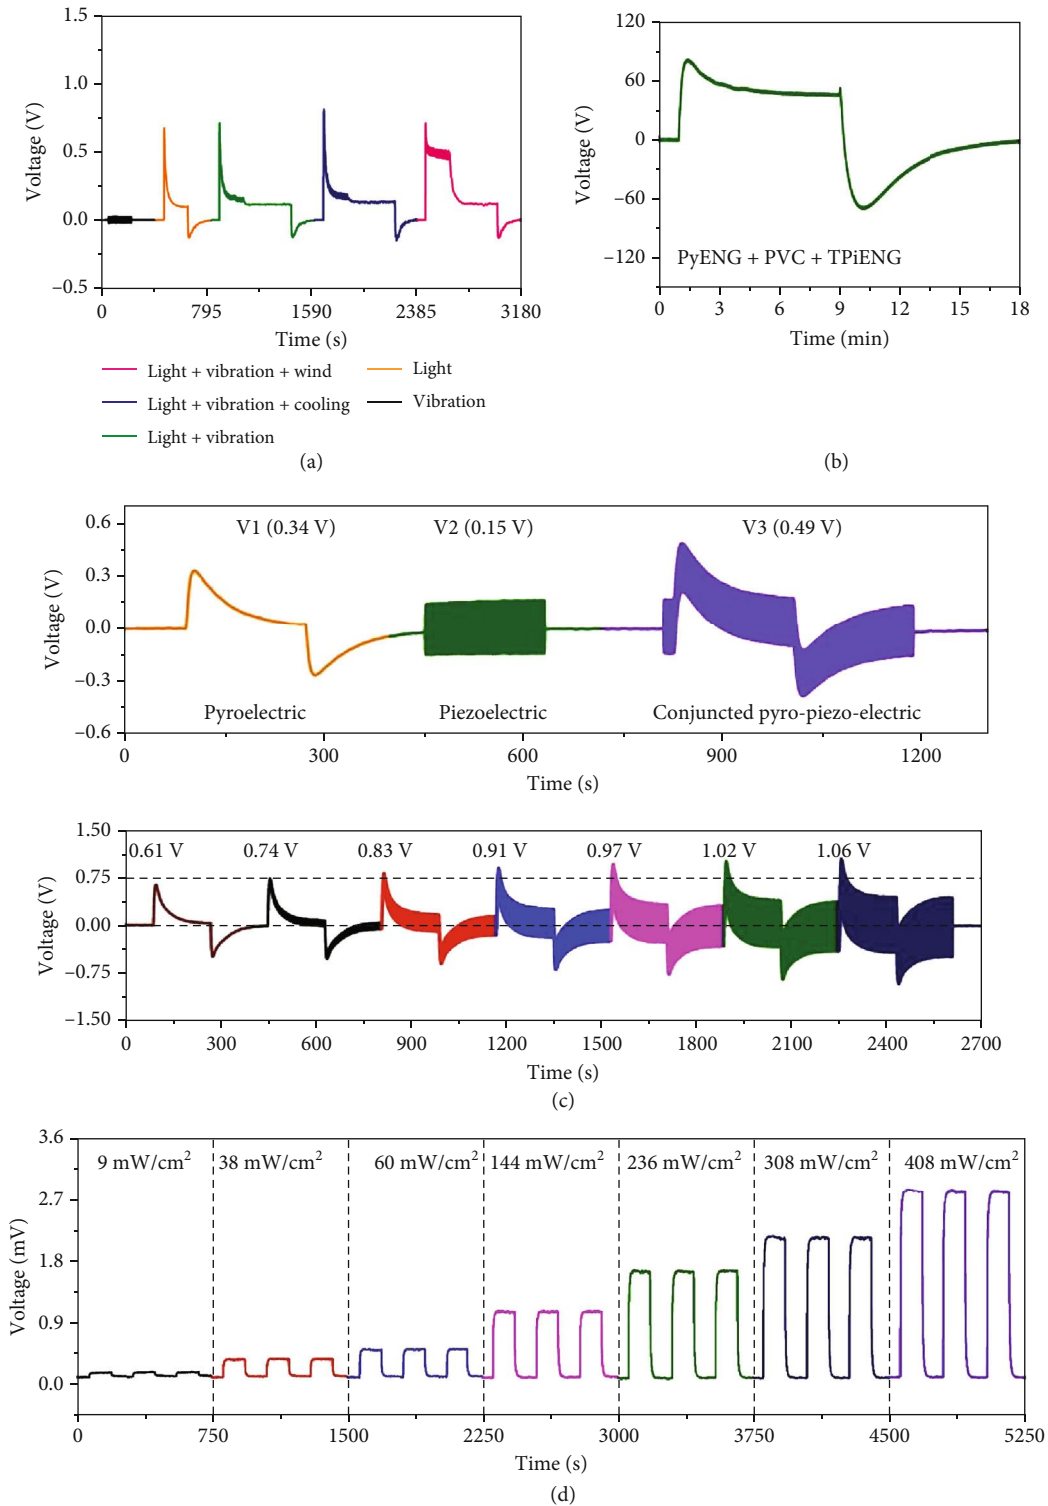 1.5
1.0
0.5
0.0
–0.5
Voltage (V)
0
795
1590
2385
3180
Time (s)
Light + vibration + wind
Light
Light + vibration + cooling
Vibration
Light + vibration
(a)
120
60
0
–60
–120
Voltage (V)
PyENG + PVC + TPiENG
0
3
6
9
12
15
18
Time (min)
(b)
0.6
0.3
0.0
–0.3
–0.6
Voltage (V)
V1 (0.34 V)
V2 (0.15 V)
V3 (0.49 V)
Pyroelectric
Piezoelectric
Conjuncted pyro-piezo-electric
0
300
600
900
1200
Time (s)
1.50
0.75
0.00
–0.75
–1.50
Voltage (V)
0.61 V
0.74 V
0.83 V
0.91 V
0.97 V
1.02 V
1.06 V
0
300
600
900
1200
1500
1800
2100
2400
2700
Time (s)
(c)
3.6
2.7
1.8
0.9
0.0
Voltage (mV)
9 mW/cm²
38 mW/cm²
60 mW/cm²
144 mW/cm²
236 mW/cm²
308 mW/cm²
408 mW/cm²
0
750
1500
2250
3000
3750
4500
5250
Time (s)
(d)